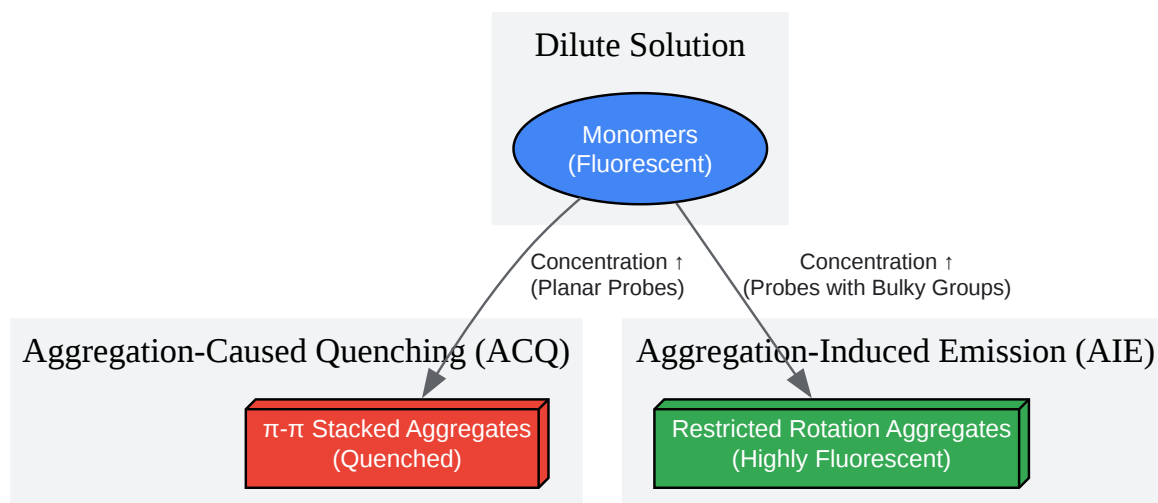 Dilute Solution
Monomers
(Fluorescent)
Concentration ↑
(Planar Probes)
Concentration ↑
(Probes with Bulky Groups)
Aggregation-Caused Quenching (ACQ)
π-π Stacked Aggregates
(Quenched)
Aggregation-Induced Emission (AIE)
Restricted Rotation Aggregates
(Highly Fluorescent)